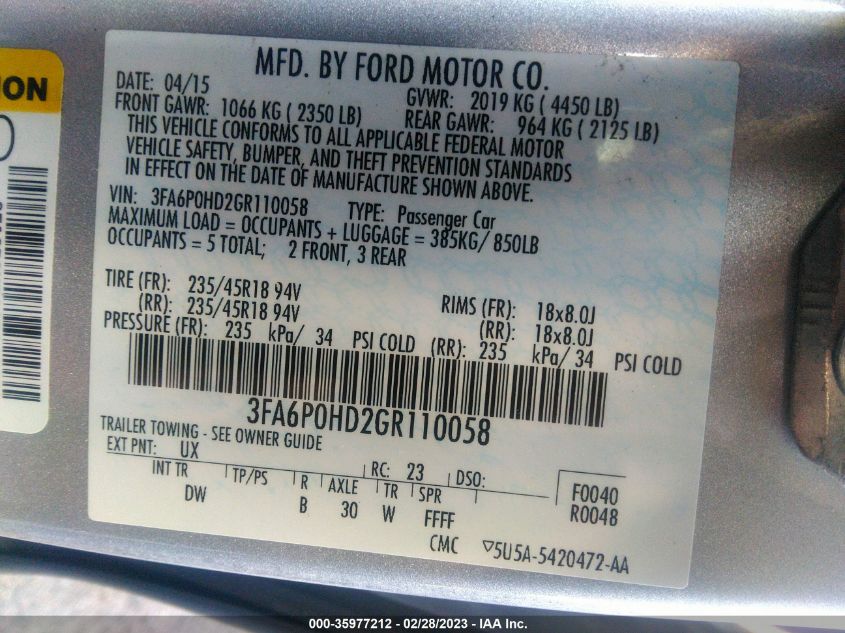 ION
MFD. BY FORD MOTOR CO.
DATE: 04/15 GVWR: 2019 KG ( 4450 LB)
FRONT GAWR: 1066 KG ( 2350 LB) REAR GAWR: 964 KG ( 2125 LB)
THIS VEHICLE CONFORMS TO ALL APPLICABLE FEDERAL MOTOR
VEHICLE SAFETY, BUMPER, AND THEFT PREVENTION STANDARDS
IN EFFECT ON THE DATE OF MANUFACTURE SHOWN ABOVE.
VIN: 3FA6P0HD2GR110058 TYPE: Passenger Car
MAXIMUM LOAD = OCCUPANTS + LUGGAGE = 385KG/ 850LB
OCCUPANTS = 5 TOTAL; 2 FRONT, 3 REAR
TIRE (FR): 235/45R18 94V RIMS (FR): 18x8.0J
(RR): 235/45R18 94V (RR): 18x8.0J
PRESSURE (FR): 235 kPa/ 34 PSI COLD (RR): 235 kPa/ 34 PSI COLD
3FA6P0HD2GR110058
TRAILER TOWING - SEE OWNER GUIDE
EXT PNT: UX RC: 23 DSO:
INT TR TP/PS R AXLE TR SPR F0040
DW B 30 W FFFF R0048
CMC ▽5U5A-5420472-AA
000-35977212 - 02/28/2023 - IAA Inc.